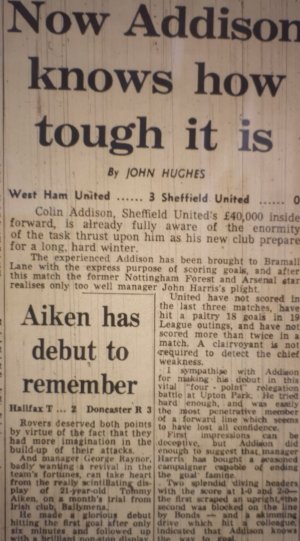 Now Addison
knows how
tough it is
By JOHN HUGHES
West Ham United ...... 3 Sheffield United ...... 0
Colin Addison, Sheffield United's £40,000 inside
forward, is already fully aware of the enormity
of the task thrust upon him as his new club prepare
for a long, hard winter.
The experienced Addison has been brought to Bramall
Lane with the express purpose of scoring goals, and after
this match the former Nottingham Forest and Arsenal star
realises only too well manager John Harris's plight.
United have not scored in
the last three matches, have
hit a paltry 18 goals in 18
League outings, and have not
scored more than twice in a
match. A clairvoyant is not
required to detect the chief
weakness.
I sympathise with Addison
for making his debut in this
vital "four - point" relegation
battle at Upton Park. He tried
hard enough, and was easily
the most penetrative member
of a forward line which seems
to have lost all confidence.
First impressions can be
deceptive, but Addison did
enough to suggest that manager
Harris has bought a seasoned
campaigner capable of ending
the goal famine.
Two splendid diving headers
with the score at 1-0 and 2-0—
the first scraped an upright, the
second was blocked on the line
by Bonds — and a skimming
drive which hit a colleague
indicated that Addison knows
the way to goal.
Aiken has
debut to
remember
Halifax T ... 2 Doncaster R 3
Rovers deserved both points
by virtue of the fact that they
had more imagination in the
build-up of their attacks.
And manager George Raynor,
badly wanting a revival in the
team's fortunes, can take heart
from the really scintillating dis-
play of 21-year-old Tommy
Aiken, on a month's trial from
Irish club, Ballymena.
He made a glorious debut
hitting the first goal after only
six minutes and followed up
with a brilliant non-stop display